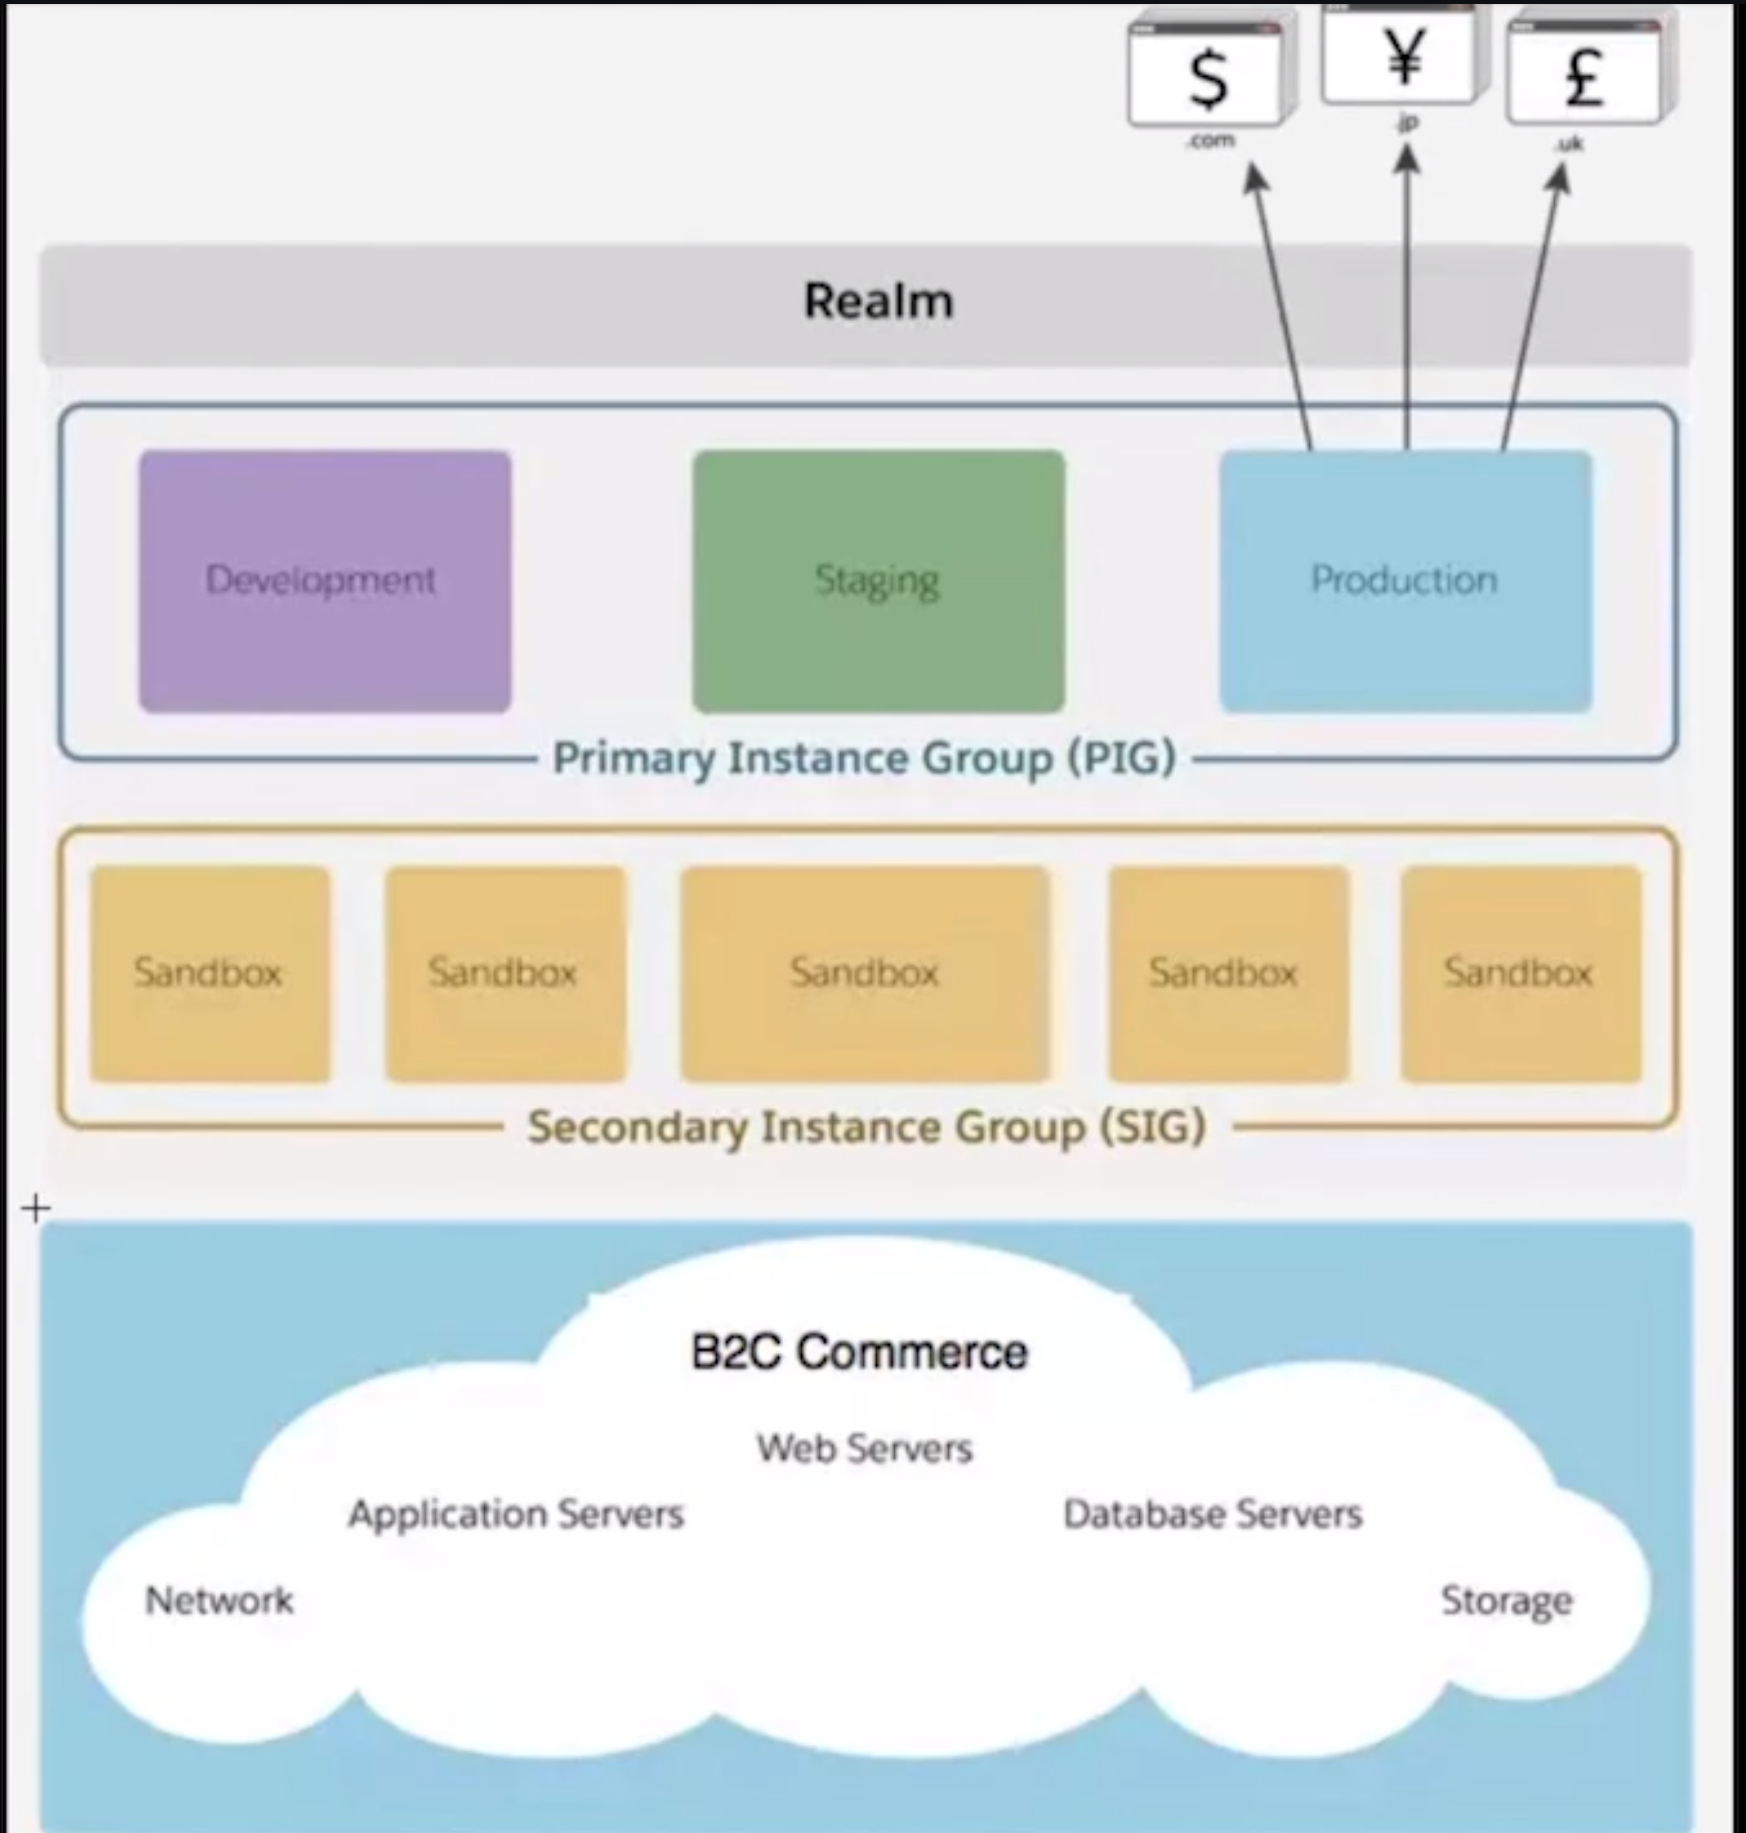 $
¥
£
.com
.jp
.uk
Realm
Development
Staging
Production
Primary Instance Group (PIG)
Sandbox
Sandbox
Sandbox
Sandbox
Sandbox
Secondary Instance Group (SIG)
B2C Commerce
Web Servers
Application Servers
Database Servers
Network
Storage